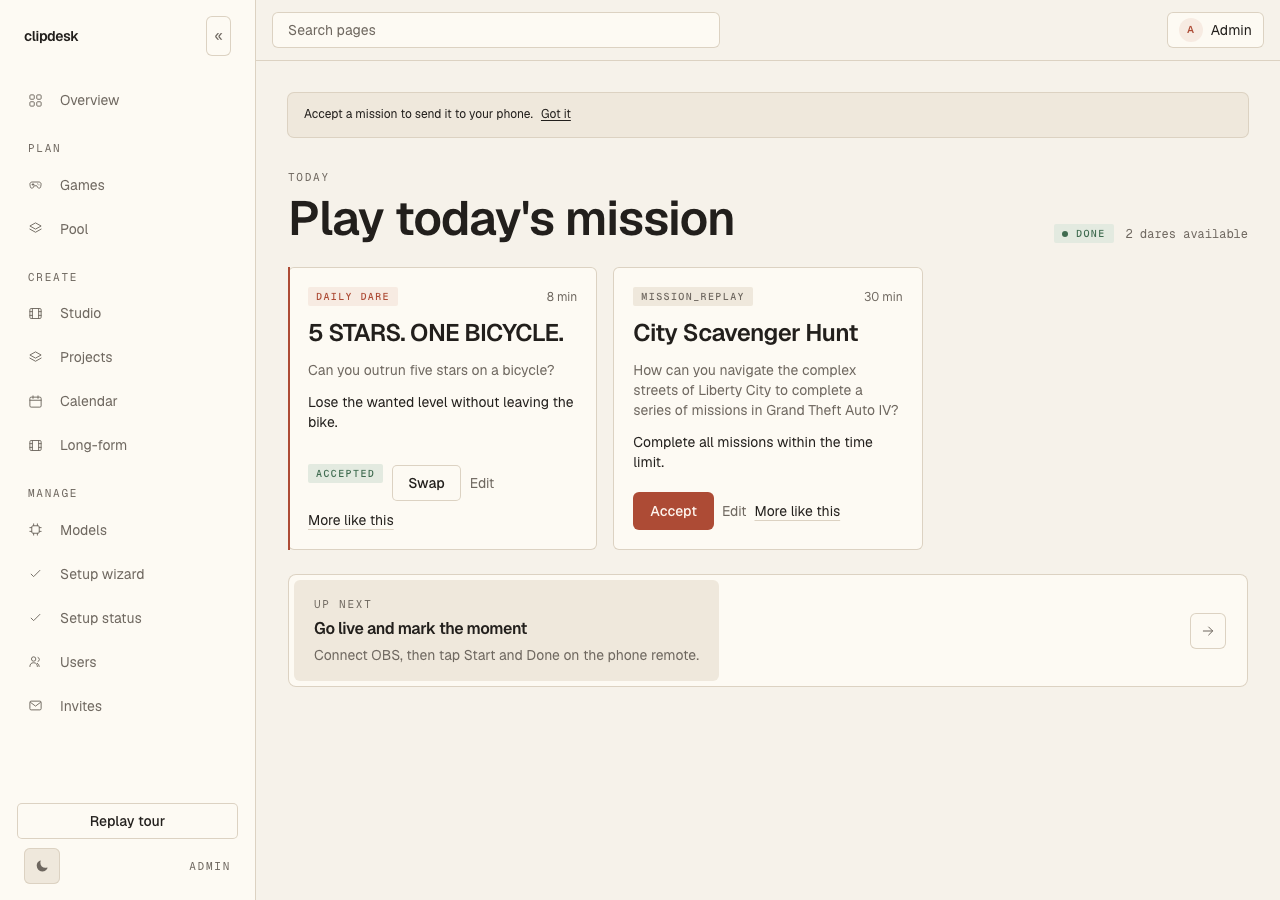 clipdesk
«
Search pages
A Admin
Overview
PLAN
Games
Pool
CREATE
Studio
Projects
Calendar
Long-form
MANAGE
Models
Setup wizard
Setup status
Users
Invites
Replay tour
ADMIN
Accept a mission to send it to your phone. Got it
TODAY
Play today's mission
DONE 2 dares available
DAILY DARE 8 min
5 STARS. ONE BICYCLE.
Can you outrun five stars on a bicycle?
Lose the wanted level without leaving the
bike.
ACCEPTED Swap Edit
More like this
MISSION_REPLAY 30 min
City Scavenger Hunt
How can you navigate the complex
streets of Liberty City to complete a
series of missions in Grand Theft Auto IV?
Complete all missions within the time
limit.
Accept Edit More like this
UP NEXT
Go live and mark the moment
Connect OBS, then tap Start and Done on the phone remote.